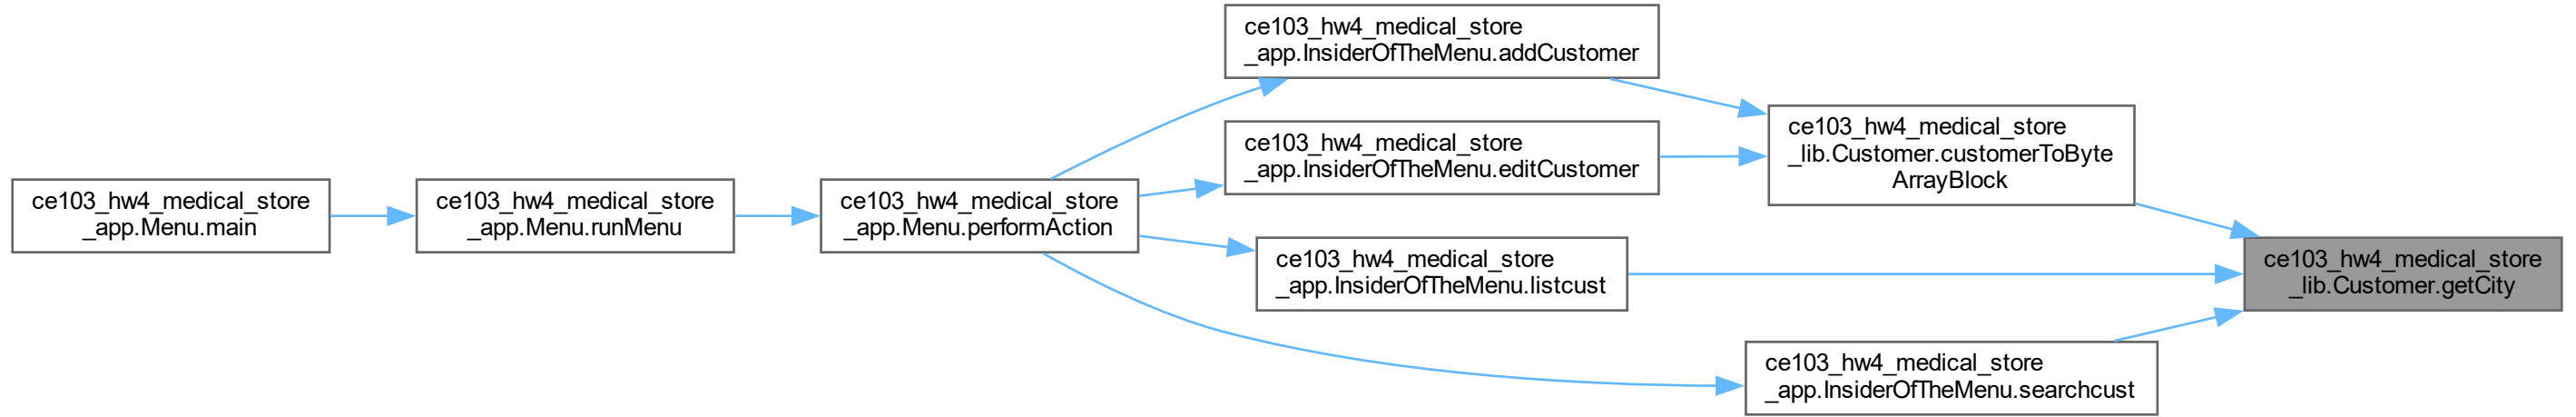 ce103_hw4_medical_store
_app.Menu.main
ce103_hw4_medical_store
_app.Menu.runMenu
ce103_hw4_medical_store
_app.Menu.performAction
ce103_hw4_medical_store
_app.InsiderOfTheMenu.addCustomer
ce103_hw4_medical_store
_app.InsiderOfTheMenu.editCustomer
ce103_hw4_medical_store
_app.InsiderOfTheMenu.listcust
ce103_hw4_medical_store
_lib.Customer.customerToByte
ArrayBlock
ce103_hw4_medical_store
_app.InsiderOfTheMenu.searchcust
ce103_hw4_medical_store
_lib.Customer.getCity